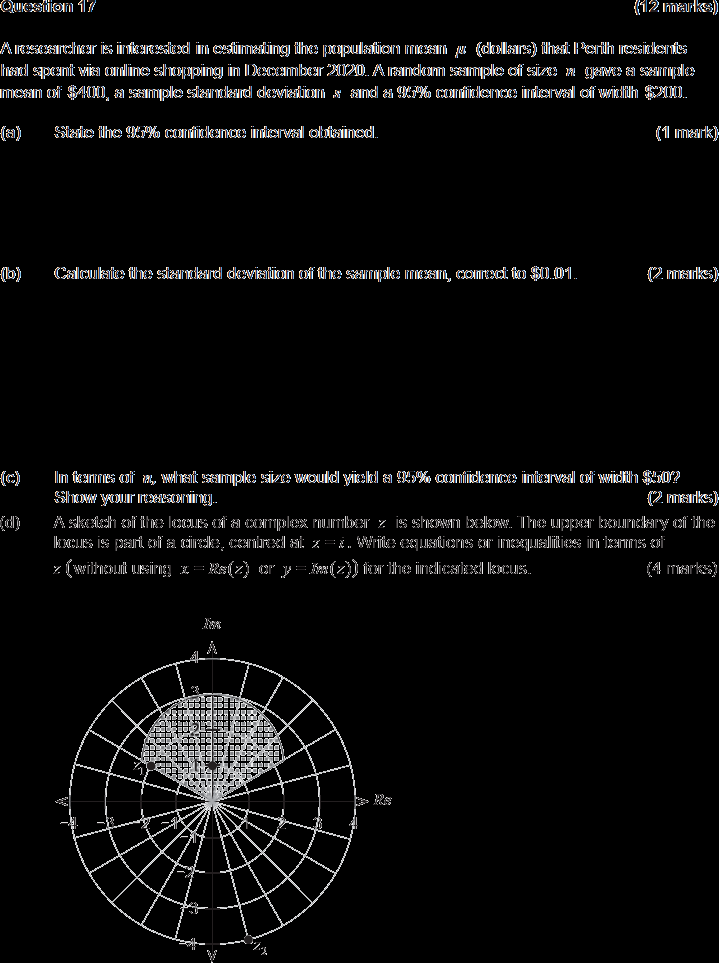 Question 17 (12 marks)
A researcher is interested in estimating the population mean μ (dollars) that Perth residents
had spent via online shopping in December 2020. A random sample of size n gave a sample
mean of $400, a sample standard deviation s and a 95% confidence interval of width $200.
(a) State the 95% confidence interval obtained. (1 mark)
(b) Calculate the standard deviation of the sample mean, correct to $0.01. (2 marks)
(c) In terms of n, what sample size would yield a 95% confidence interval of width $50?
Show your reasoning. (2 marks)
(d) A sketch of the locus of a complex number z is shown below. The upper boundary of the
locus is part of a circle, centred at z = i. Write equations or inequalities in terms of
z (without using x = Re(z) or y = Im(z)) for the indicated locus. (4 marks)
Im
4
3
2
1
z₁
Re
−4 −3 −2 −1 1 2 3 4
−1
−2
−3
−4
z₂